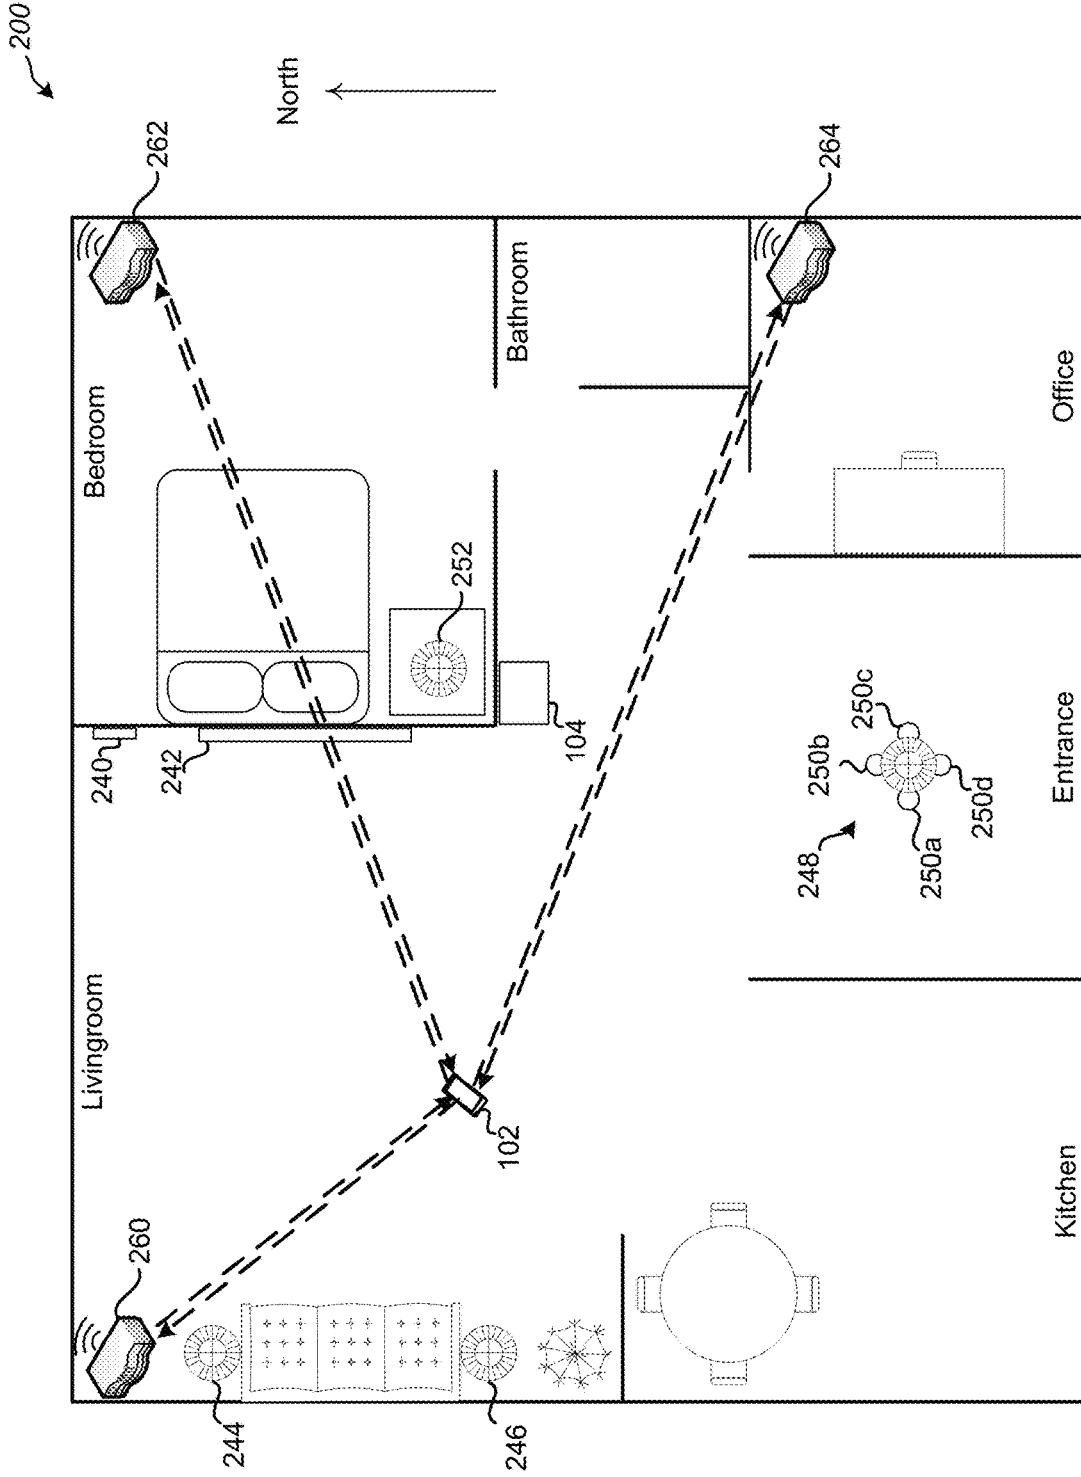 200
North
262
264
Bedroom
Bathroom
Office
252
240
242
104
250c
250b
250d
250a
248
Entrance
Livingroom
102
260
Kitchen
244
246